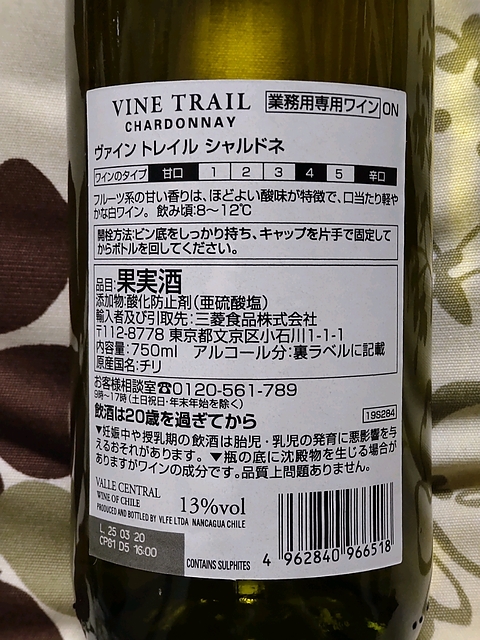 VINE TRAIL 業務用専用ワイン ON
CHARDONNAY
ヴァイン トレイル シャルドネ
ワインのタイプ 甘口 1 2 3 4 5 辛口
フルーツ系の甘い香りは、ほどよい酸味が特徴で、口当たり軽や
かな白ワイン。 飲み頃:8〜12℃
開栓方法:ビン底をしっかり持ち、キャップを片手で固定して
からボトルを回してください。
品目:果実酒
添加物:酸化防止剤(亜硫酸塩)
輸入者及び引取先:三菱食品株式会社
〒112-8778 東京都文京区小石川1-1-1
内容量:750ml アルコール分:裏ラベルに記載
原産国名:チリ
お客様相談室☎0120-561-789
9時〜17時(土日祝日・年末年始を除く)
飲酒は20歳を過ぎてから 19S284
▼妊娠中や授乳期の飲酒は胎児・乳児の発育に悪影響を与
えるおそれがあります。▼瓶の底に沈殿物を生じる場合が
ありますがワインの成分です。品質上問題ありません。
VALLE CENTRAL
WINE OF CHILE 13%vol
PRODUCED AND BOTTLED BY VLFE LTDA NANCAGUA CHILE
L 25 03 20
CP81 D5 16:00
CONTAINS SULPHITES
4 962840 966518